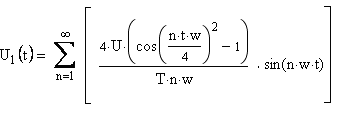 U₁(t) = ∑_{n=1}^{∞} [ 4·U·(cos(n·t·w/4)² − 1) / T·n·w · sin(n·w·t) ]